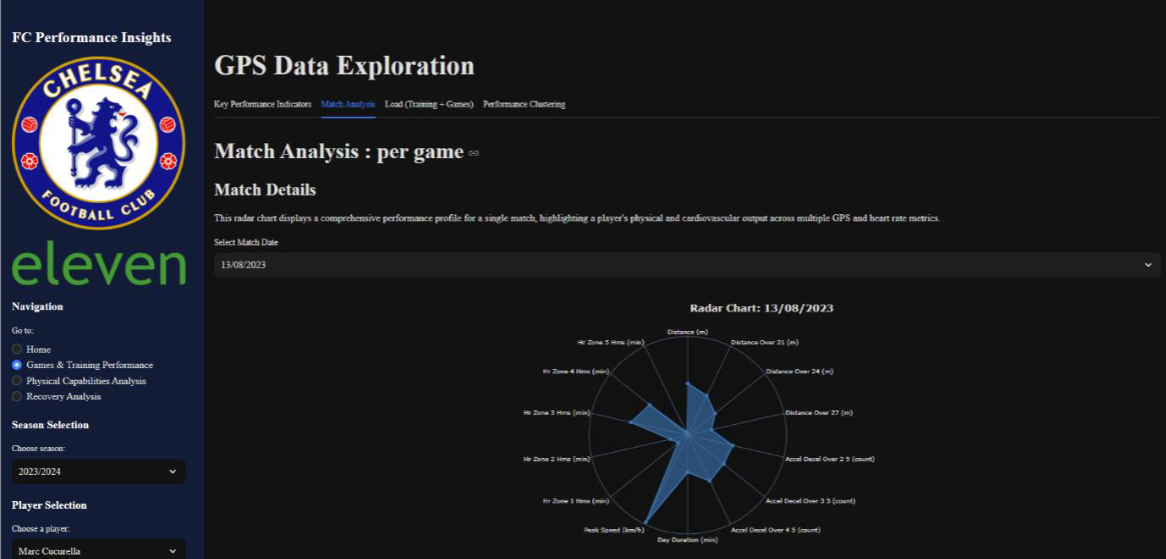 FC Performance Insights
CHELSEA
FOOTBALL CLUB
eleven
Navigation
Go to:
Home
Games & Training Performance
Physical Capabilities Analysis
Recovery Analysis
Season Selection
Choose season:
2023/2024
Player Selection
Choose a player:
Marc Cucurella
GPS Data Exploration
Key Performance Indicators Match Analysis Load (Training + Games) Performance Clustering
Match Analysis : per game
Match Details
This radar chart displays a comprehensive performance profile for a single match, highlighting a player's physical and cardiovascular output across multiple GPS and heart rate metrics.
Select Match Date
13/08/2023
Radar Chart: 13/08/2023
Distance (m)
Hr Zone 5 Hms (min) Distance Over 21 (m)
Hr Zone 4 Hms (min) Distance Over 24 (m)
Hr Zone 3 Hms (min) Distance Over 27 (m)
Hr Zone 2 Hms (min) Accel Decel Over 2 5 (count)
Hr Zone 1 Hms (min) Accel Decel Over 3 5 (count)
Peak Speed (km/h) Accel Decel Over 4 5 (count)
Day Duration (min)